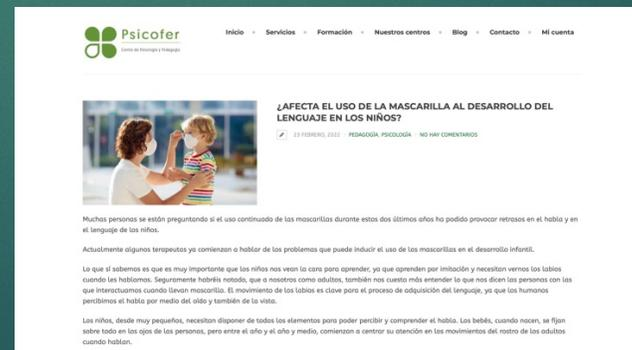 Psicofer
Centro de Psicología y Pedagogía
Inicio Servicios Formación Nuestros centros Blog Contacto Mi cuenta
¿AFECTA EL USO DE LA MASCARILLA AL DESARROLLO DEL
LENGUAJE EN LOS NIÑOS?
23 FEBRERO, 2022 PEDAGOGÍA, PSICOLOGÍA NO HAY COMENTARIOS
Muchas personas se están preguntando si el uso continuado de las mascarillas durante estos dos últimos años ha podido provocar retrasos en el habla y en
el lenguaje de los niños.
Actualmente algunos terapeutas ya comienzan a hablar de los problemas que puede inducir el uso de las mascarillas en el desarrollo infantil.
Lo que sí sabemos es que es muy importante que los niños nos vean la cara para aprender, ya que aprenden por imitación y necesitan vernos los labios
cuando les hablamos. Seguramente habréis notado, que a nosotros como adultos, también nos cuesta más entender lo que nos dicen las personas con las
que interactuamos cuando llevan mascarilla. El movimiento de los labios es clave para el proceso de adquisición del lenguaje, ya que los humanos
percibimos el habla por medio del oído y también de la vista.
Los niños, desde muy pequeños, necesitan disponer de todos los elementos para poder percibir y comprender el habla. Los bebés, cuando nacen, se fijan
sobre todo en los ojos de las personas, pero entre el año y el año y medio, comienzan a centrar su atención en los movimientos del rostro de los adultos
cuando hablan.